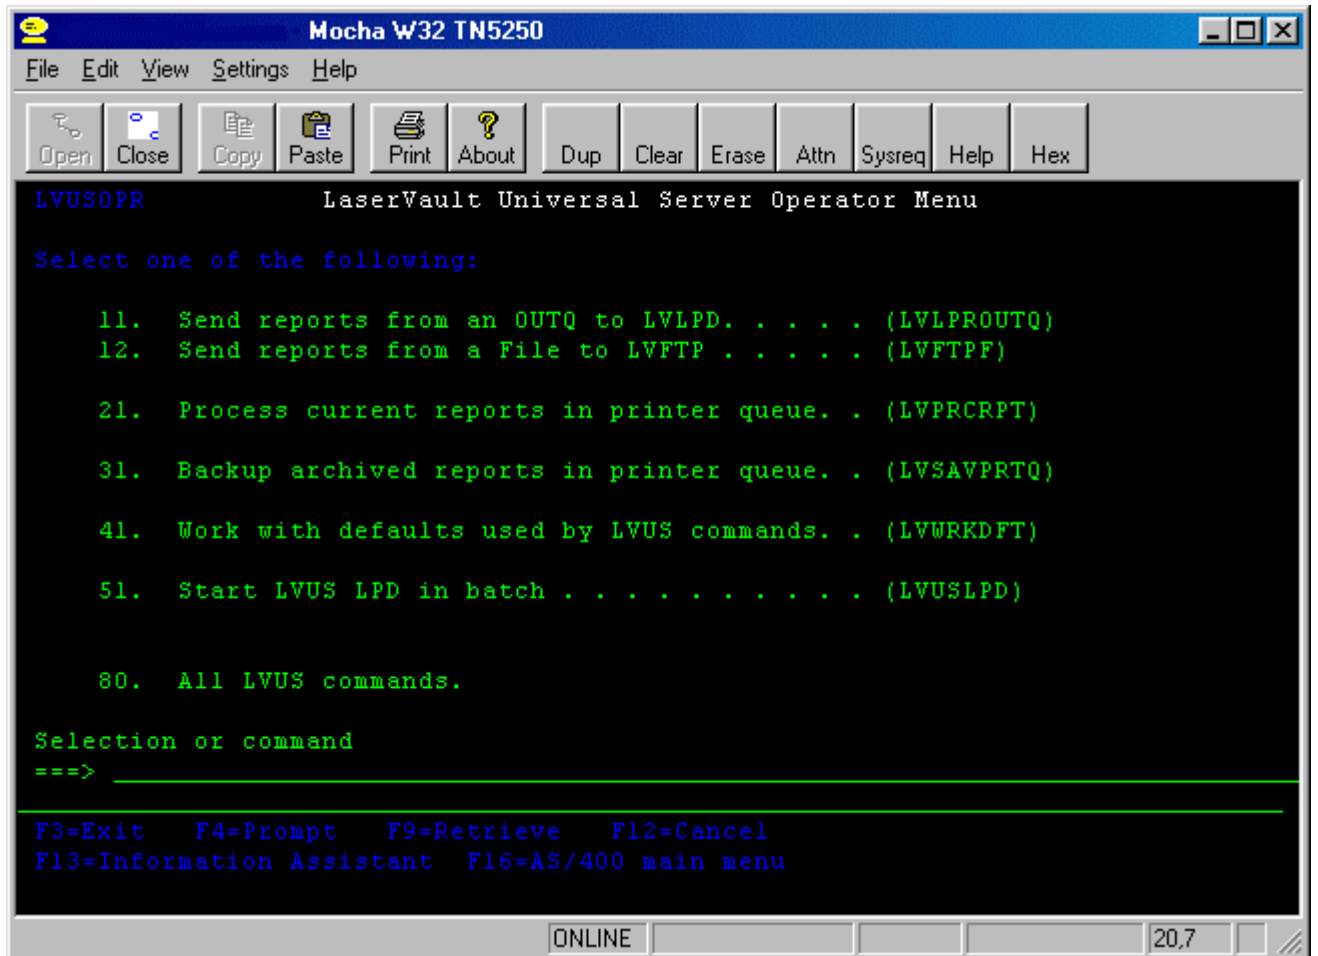 Mocha W32 TN5250
File Edit View Settings Help
Open Close Copy Paste Print About Dup Clear Erase Attn Sysreq Help Hex
LVUSOPR LaserVault Universal Server Operator Menu
Select one of the following:
11. Send reports from an OUTQ to LVLPD. . . . . (LVLPROUTQ)
12. Send reports from a File to LVFTP . . . . . (LVFTPF)
21. Process current reports in printer queue. . (LVPRCRPT)
31. Backup archived reports in printer queue. . (LVSAVPRTQ)
41. Work with defaults used by LVUS commands. . (LVWRKDFT)
51. Start LVUS LPD in batch . . . . . . . . . . (LVUSLPD)
80. All LVUS commands.
Selection or command
===>
F3=Exit F4=Prompt F9=Retrieve F12=Cancel
F13=Information Assistant F16=AS/400 main menu
ONLINE 20,7